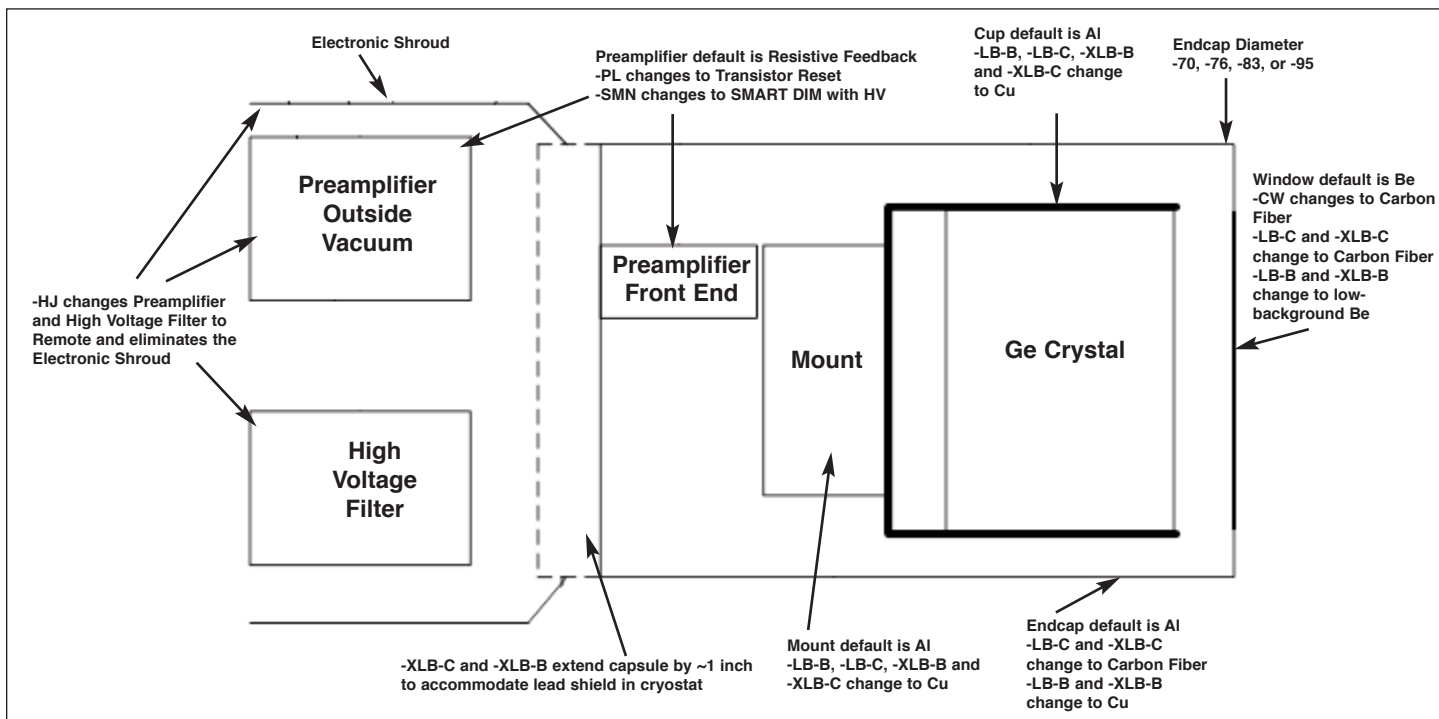 Electronic Shroud
Preamplifier default is Resistive Feedback
-PL changes to Transistor Reset
-SMN changes to SMART DIM with HV
Cup default is Al
-LB-B, -LB-C, -XLB-B
and -XLB-C change
to Cu
Endcap Diameter
-70, -76, -83, or -95
Preamplifier
Outside
Vacuum
Window default is Be
-CW changes to Carbon
Fiber
-LB-C and -XLB-C
change to Carbon Fiber
-LB-B and -XLB-B
change to low-
background Be
Preamplifier
Front End
-HJ changes Preamplifier
and High Voltage Filter to
Remote and eliminates the
Electronic Shroud
Mount
Ge Crystal
High
Voltage
Filter
-XLB-C and -XLB-B extend capsule by ~1 inch
to accommodate lead shield in cryostat
Mount default is Al
-LB-B, -LB-C, -XLB-B and
-XLB-C change to Cu
Endcap default is Al
-LB-C and -XLB-C
change to Carbon Fiber
-LB-B and -XLB-B
change to Cu